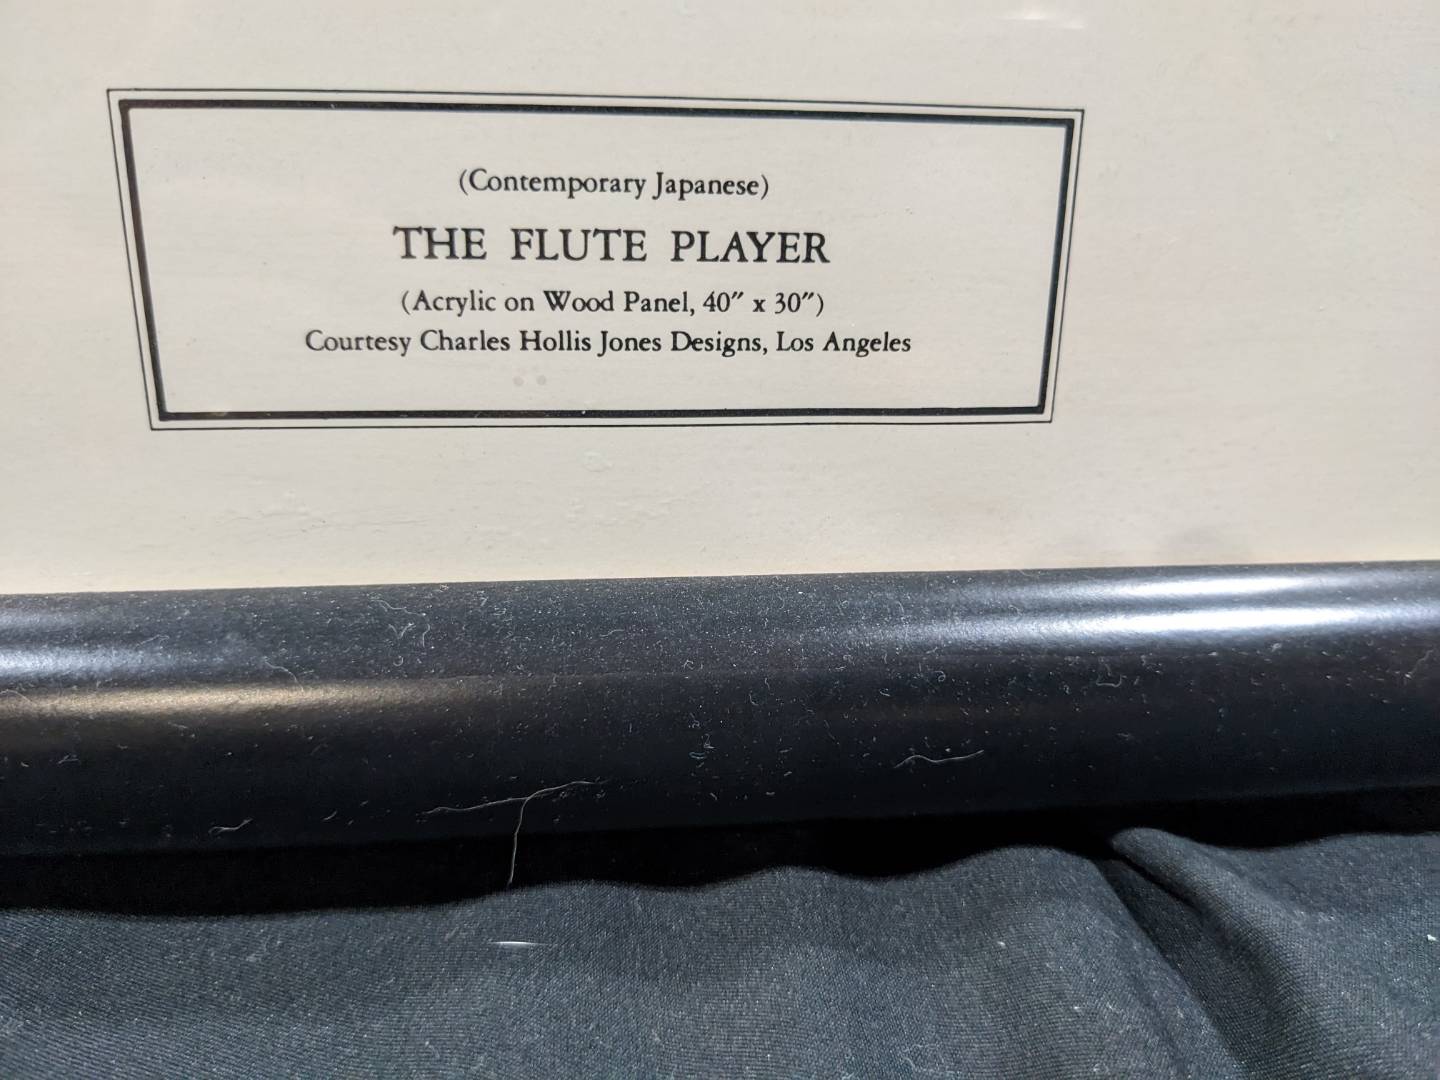 (Contemporary Japanese)
THE FLUTE PLAYER
(Acrylic on Wood Panel, 40″ x 30″)
Courtesy Charles Hollis Jones Designs, Los Angeles